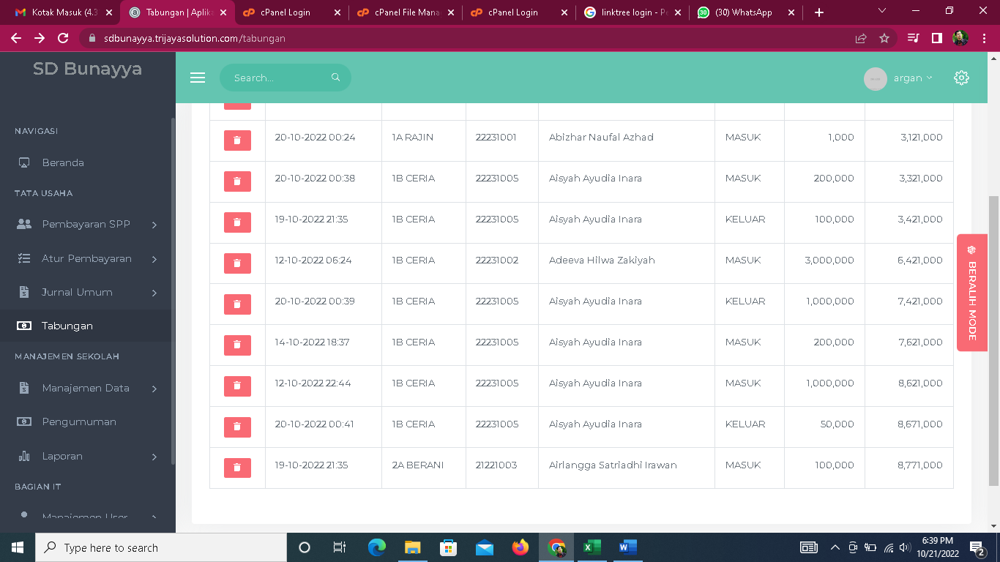 Kotak Masuk (4.3
Tabungan | Aplika
cPanel Login
cPanel File Mana
cPanel Login
linktree login - Pe
(30) WhatsApp
sdbunayya.trijayasolution.com/tabungan
SD Bunayya
Search...
argan
NAVIGASI
Beranda
TATA USAHA
Pembayaran SPP
Atur Pembayaran
Jurnal Umum
Tabungan
MANAJEMEN SEKOLAH
Manajemen Data
Pengumuman
Laporan
BAGIAN IT
Manajemen User
20-10-2022 00:24 1A RAJIN 22231001 Abizhar Naufal Azhad MASUK 1,000 3,121,000
20-10-2022 00:38 1B CERIA 22231005 Aisyah Ayudia Inara MASUK 200,000 3,321,000
19-10-2022 21:35 1B CERIA 22231005 Aisyah Ayudia Inara KELUAR 100,000 3,421,000
12-10-2022 06:24 1B CERIA 22231002 Adeeva Hilwa Zakiyah MASUK 3,000,000 6,421,000
20-10-2022 00:39 1B CERIA 22231005 Aisyah Ayudia Inara KELUAR 1,000,000 7,421,000
14-10-2022 18:37 1B CERIA 22231005 Aisyah Ayudia Inara MASUK 200,000 7,621,000
12-10-2022 22:44 1B CERIA 22231005 Aisyah Ayudia Inara MASUK 1,000,000 8,621,000
20-10-2022 00:41 1B CERIA 22231005 Aisyah Ayudia Inara KELUAR 50,000 8,671,000
19-10-2022 21:35 2A BERANI 21221003 Airlangga Satriadhi Irawan MASUK 100,000 8,771,000
BERALIH MODE
Type here to search
6:39 PM
10/21/2022
2